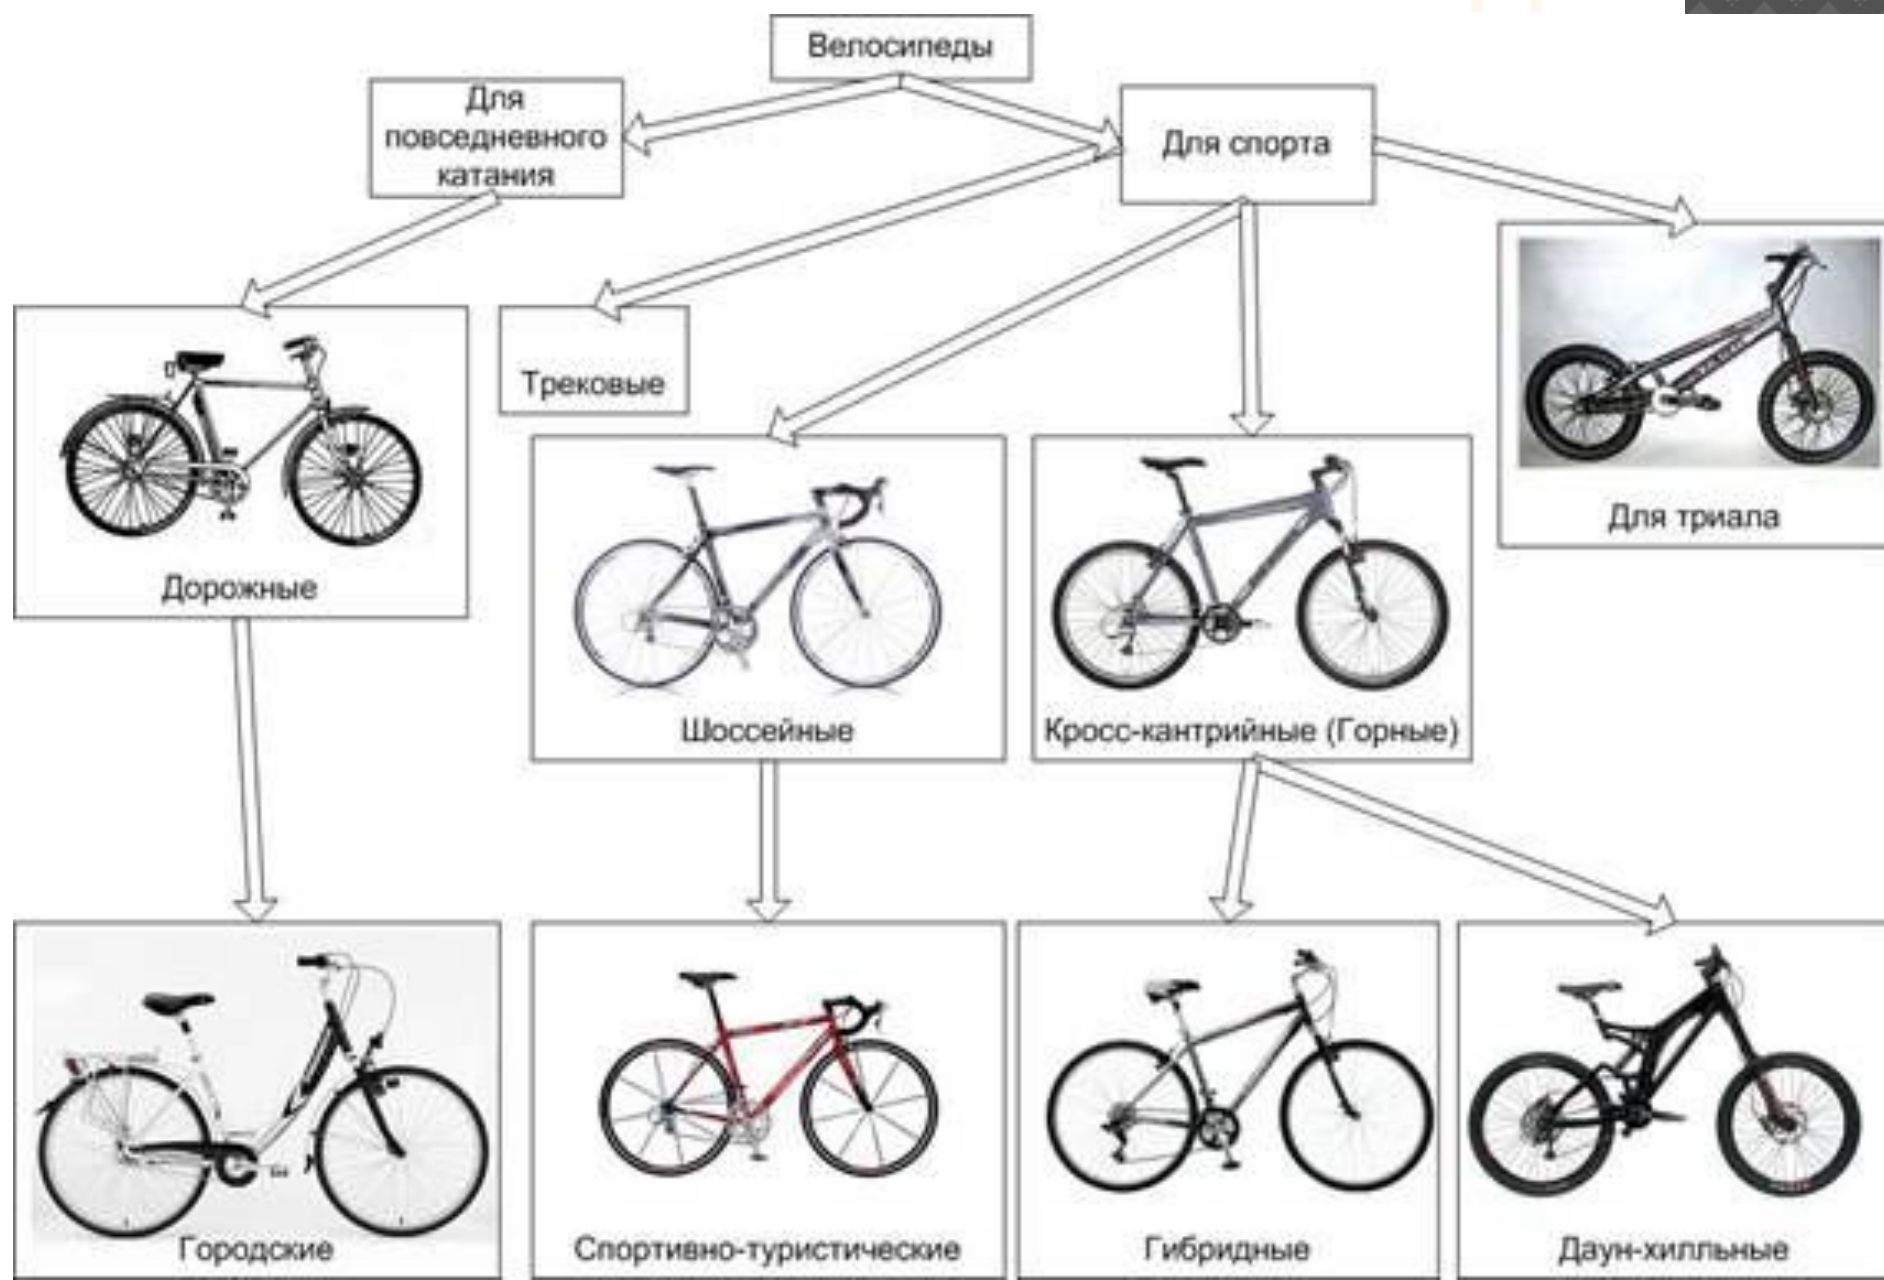 Велосипеды
Для
повседневного
катания
Для спорта
Трековые
Для триала
Дорожные
Шоссейные
Кросс-кантрийные (Горные)
Городские
Спортивно-туристические
Гибридные
Даун-хилльные